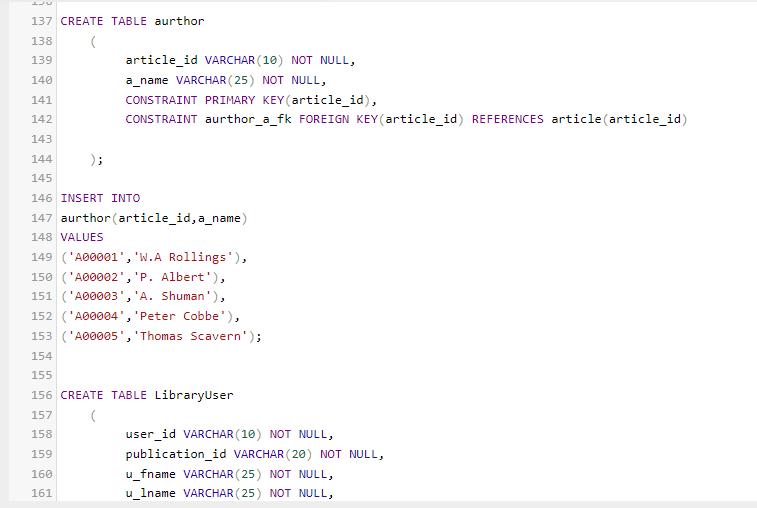 137 CREATE TABLE aurthor
138 (
139 article_id VARCHAR(10) NOT NULL,
140 a_name VARCHAR(25) NOT NULL,
141 CONSTRAINT PRIMARY KEY(article_id),
142 CONSTRAINT aurthor_a_fk FOREIGN KEY(article_id) REFERENCES article(article_id)
143
144 );
145
146 INSERT INTO
147 aurthor(article_id,a_name)
148 VALUES
149 ('A00001','W.A Rollings'),
150 ('A00002','P. Albert'),
151 ('A00003','A. Shuman'),
152 ('A00004','Peter Cobbe'),
153 ('A00005','Thomas Scavern');
154
155
156 CREATE TABLE LibraryUser
157 (
158 user_id VARCHAR(10) NOT NULL,
159 publication_id VARCHAR(20) NOT NULL,
160 u_fname VARCHAR(25) NOT NULL,
161 u_lname VARCHAR(25) NOT NULL,